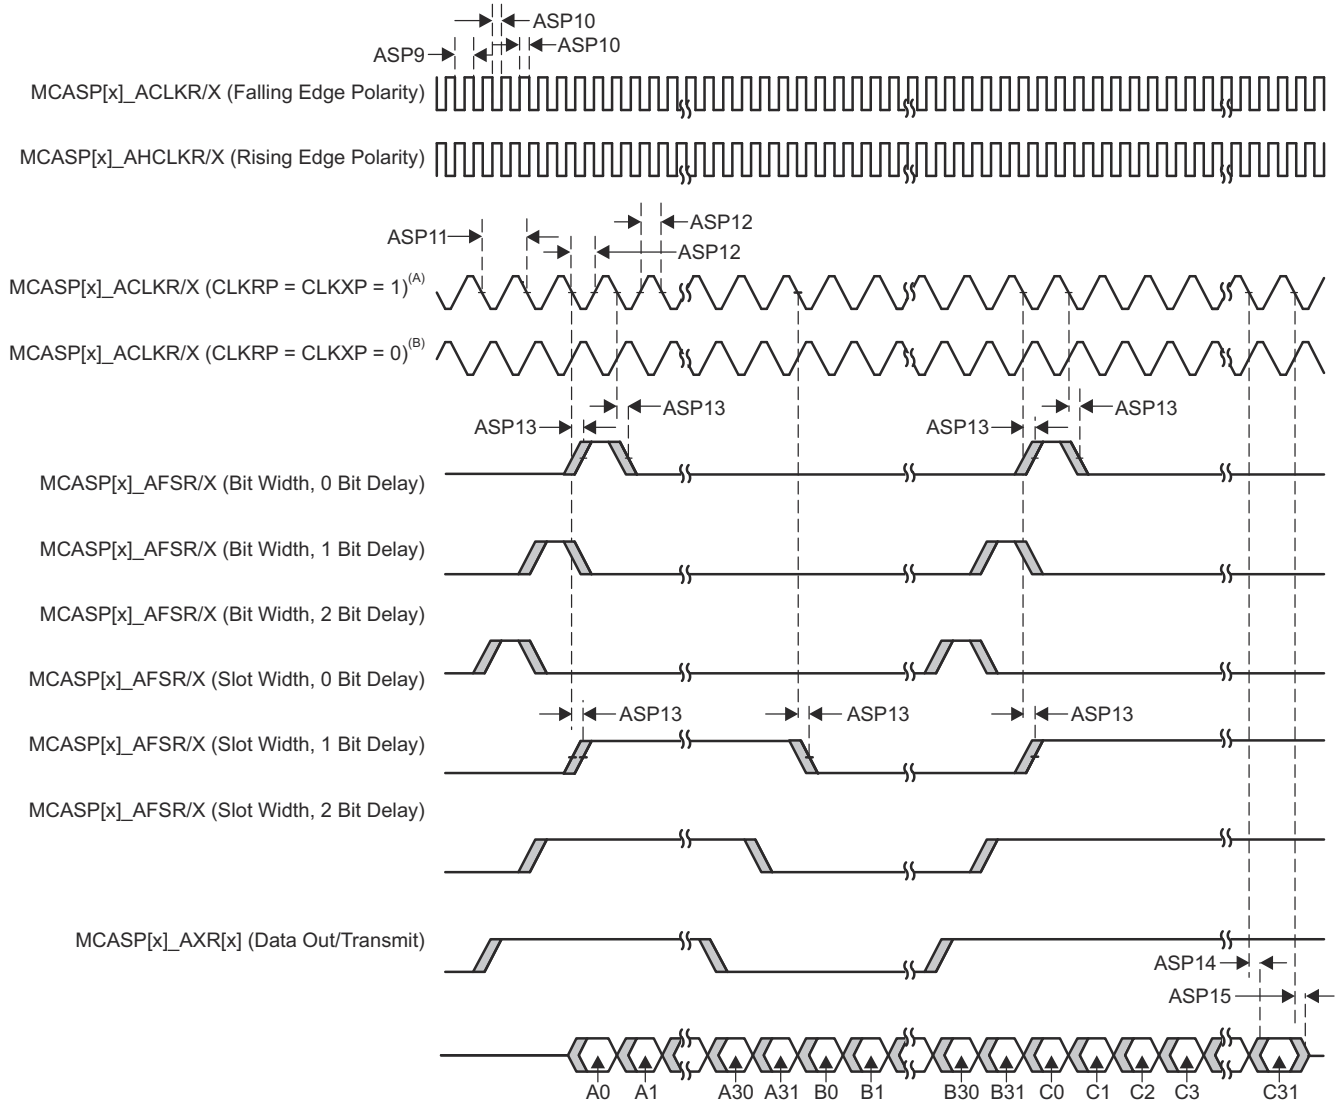 ASP10
ASP9 ASP10
MCASP[x]_ACLKR/X (Falling Edge Polarity)
MCASP[x]_AHCLKR/X (Rising Edge Polarity)
ASP12
ASP11 ASP12
MCASP[x]_ACLKR/X (CLKRP = CLKXP = 1)(A)
MCASP[x]_ACLKR/X (CLKRP = CLKXP = 0)(B)
ASP13 ASP13
ASP13 ASP13
MCASP[x]_AFSR/X (Bit Width, 0 Bit Delay)
MCASP[x]_AFSR/X (Bit Width, 1 Bit Delay)
MCASP[x]_AFSR/X (Bit Width, 2 Bit Delay)
MCASP[x]_AFSR/X (Slot Width, 0 Bit Delay)
ASP13 ASP13 ASP13
MCASP[x]_AFSR/X (Slot Width, 1 Bit Delay)
MCASP[x]_AFSR/X (Slot Width, 2 Bit Delay)
MCASP[x]_AXR[x] (Data Out/Transmit)
ASP14
ASP15
A0 A1 A30 A31 B0 B1 B30 B31 C0 C1 C2 C3 C31